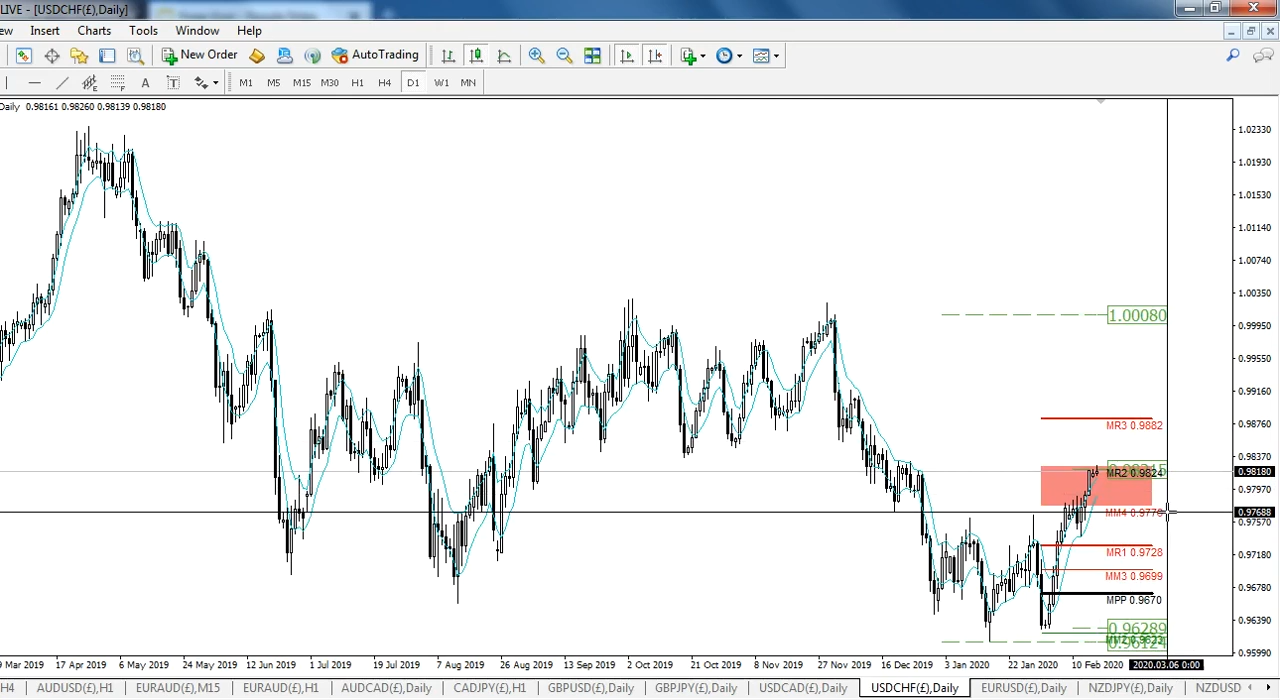 LIVE - [USDCHF(£),Daily]
ew Insert Charts Tools Window Help
New Order AutoTrading
A T M1 M5 M15 M30 H1 H4 D1 W1 MN
Daily 0.98161 0.98260 0.98139 0.98180
1.02330
1.01930
1.01530
1.01140
1.00740
1.00350
1.00080
0.99950
0.99550
0.99160
MR3 0.9882
0.98760
0.98370
MR2 0.9824
0.98180
0.97970
MM4 0.9770
0.97688
0.97570
MR1 0.9728
0.97180
MM3 0.9699
0.96780
MPP 0.9670
0.96390
0.96289
0.95990
9 Mar 2019 17 Apr 2019 6 May 2019 24 May 2019 12 Jun 2019 1 Jul 2019 19 Jul 2019 7 Aug 2019 26 Aug 2019 13 Sep 2019 2 Oct 2019 21 Oct 2019 8 Nov 2019 27 Nov 2019 16 Dec 2019 3 Jan 2020 22 Jan 2020 10 Feb 2020 2020.03.06 0:00
H4 AUDUSD(£),H1 EURAUD(£),M15 EURAUD(£),H1 AUDCAD(£),Daily CADJPY(£),H1 GBPUSD(£),Daily GBPJPY(£),Daily USDCAD(£),Daily USDCHF(£),Daily EURUSD(£),Daily NZDJPY(£),Daily NZDUSD